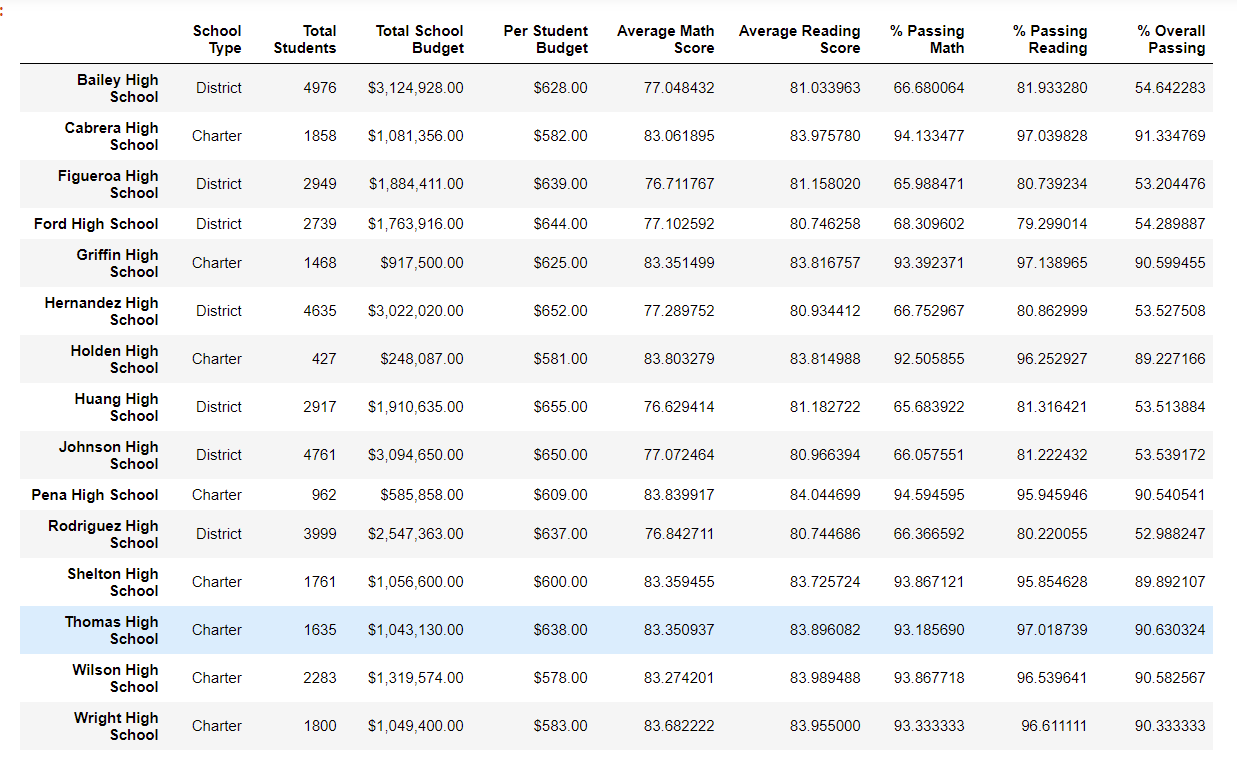 School Type Total Students Total School Budget Per Student Budget Average Math Score Average Reading Score % Passing Math % Passing Reading % Overall Passing
Bailey High School District 4976 $3,124,928.00 $628.00 77.048432 81.033963 66.680064 81.933280 54.642283
Cabrera High School Charter 1858 $1,081,356.00 $582.00 83.061895 83.975780 94.133477 97.039828 91.334769
Figueroa High School District 2949 $1,884,411.00 $639.00 76.711767 81.158020 65.988471 80.739234 53.204476
Ford High School District 2739 $1,763,916.00 $644.00 77.102592 80.746258 68.309602 79.299014 54.289887
Griffin High School Charter 1468 $917,500.00 $625.00 83.351499 83.816757 93.392371 97.138965 90.599455
Hernandez High School District 4635 $3,022,020.00 $652.00 77.289752 80.934412 66.752967 80.862999 53.527508
Holden High School Charter 427 $248,087.00 $581.00 83.803279 83.814988 92.505855 96.252927 89.227166
Huang High School District 2917 $1,910,635.00 $655.00 76.629414 81.182722 65.683922 81.316421 53.513884
Johnson High School District 4761 $3,094,650.00 $650.00 77.072464 80.966394 66.057551 81.222432 53.539172
Pena High School Charter 962 $585,858.00 $609.00 83.839917 84.044699 94.594595 95.945946 90.540541
Rodriguez High School District 3999 $2,547,363.00 $637.00 76.842711 80.744686 66.366592 80.220055 52.988247
Shelton High School Charter 1761 $1,056,600.00 $600.00 83.359455 83.725724 93.867121 95.854628 89.892107
Thomas High School Charter 1635 $1,043,130.00 $638.00 83.350937 83.896082 93.185690 97.018739 90.630324
Wilson High School Charter 2283 $1,319,574.00 $578.00 83.274201 83.989488 93.867718 96.539641 90.582567
Wright High School Charter 1800 $1,049,400.00 $583.00 83.682222 83.955000 93.333333 96.611111 90.333333